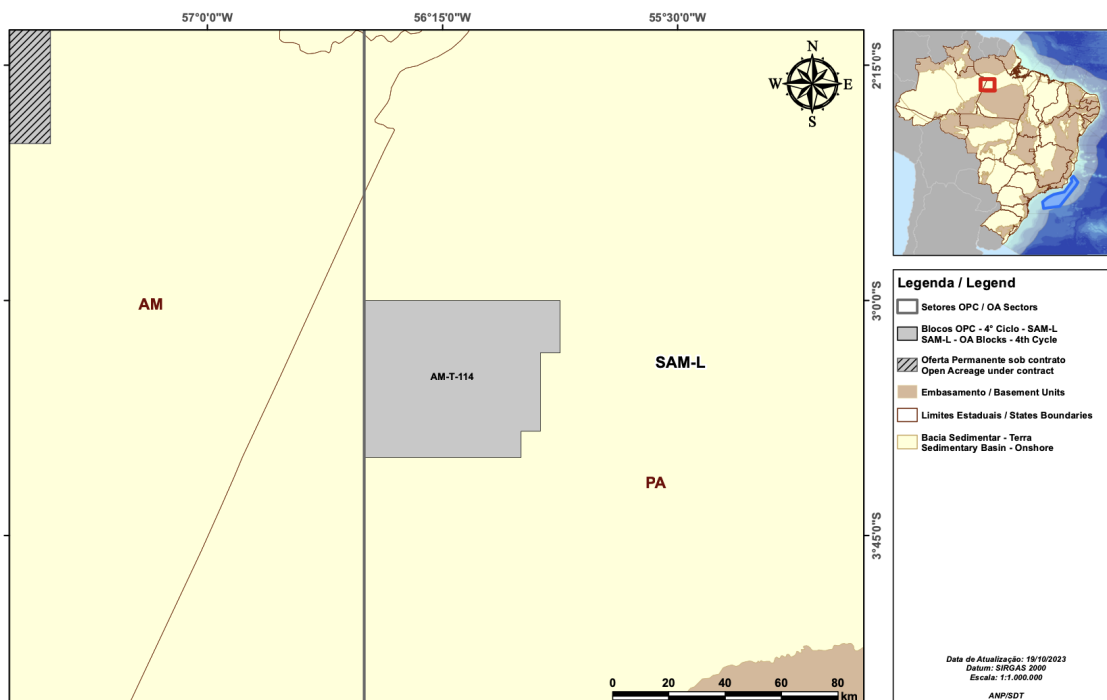 57°0'0"W
56°15'0"W
55°30'0"W
2°15'0"S
3°0'0"S
3°45'0"S
N
W
E
S
AM
AM-T-114
SAM-L
PA
0 20 40 60 80
km
Legenda / Legend
Setores OPC / OA Sectors
Blocos OPC - 4° Ciclo - SAM-L
SAM-L - OA Blocks - 4th Cycle
Oferta Permanente sob contrato
Open Acreage under contract
Embasamento / Basement Units
Limites Estaduais / States Boundaries
Bacia Sedimentar - Terra
Sedimentary Basin - Onshore
Data de Atualização: 19/10/2023
Datum: SIRGAS 2000
Escala: 1:1.000.000
ANP/SDT